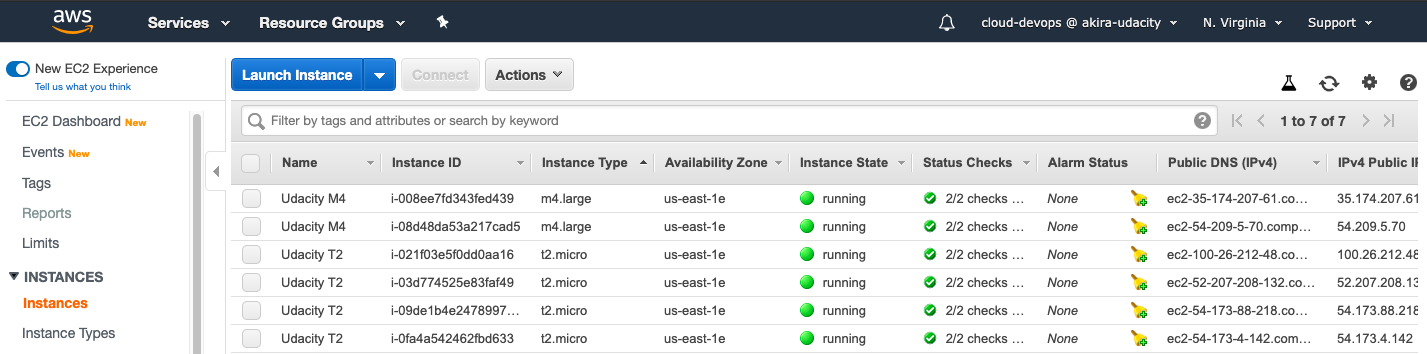 aws Services Resource Groups cloud-devops @ akira-udacity N. Virginia Support
New EC2 Experience
Tell us what you think
Launch Instance Connect Actions
EC2 Dashboard New
Events New
Tags
Reports
Limits
INSTANCES
Instances
Instance Types
Filter by tags and attributes or search by keyword 1 to 7 of 7
Name Instance ID Instance Type Availability Zone Instance State Status Checks Alarm Status Public DNS (IPv4) IPv4 Public IP
Udacity M4 i-008ee7fd343fed439 m4.large us-east-1e running 2/2 checks ... None ec2-35-174-207-61.co... 35.174.207.61
Udacity M4 i-08d48da53a217cad5 m4.large us-east-1e running 2/2 checks ... None ec2-54-209-5-70.comp... 54.209.5.70
Udacity T2 i-021f03e5f0dd0aa16 t2.micro us-east-1e running 2/2 checks ... None ec2-100-26-212-48.co... 100.26.212.48
Udacity T2 i-03d774525e83faf49 t2.micro us-east-1e running 2/2 checks ... None ec2-52-207-208-132.co... 52.207.208.13
Udacity T2 i-09de1b4e2478997... t2.micro us-east-1e running 2/2 checks ... None ec2-54-173-88-218.co... 54.173.88.218
Udacity T2 i-0fa4a542462fbd633 t2.micro us-east-1e running 2/2 checks ... None ec2-54-173-4-142.com... 54.173.4.142